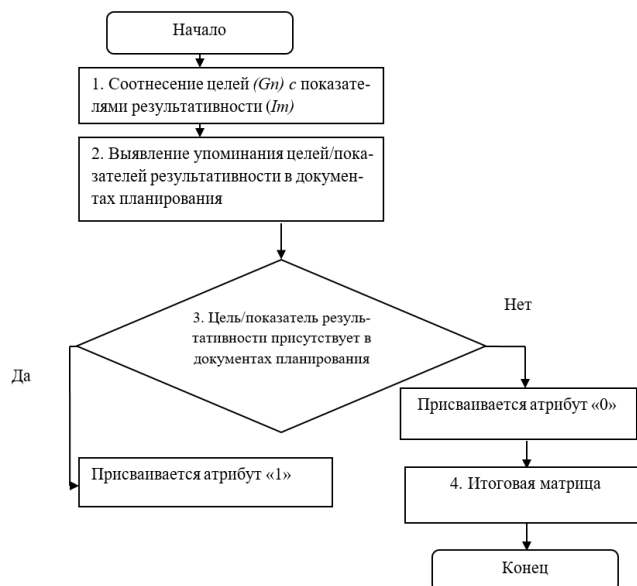 Начало
1. Соотнесение целей (Gn) с показате-
лями результативности (Im)
2. Выявление упоминания целей/пока-
зателей результативности в докумен-
тах планирования
3. Цель/показатель резуль-
тативности присутствует в
документах планирования
Нет
Да
Присваивается атрибут «0»
Присваивается атрибут «1»
4. Итоговая матрица
Конец